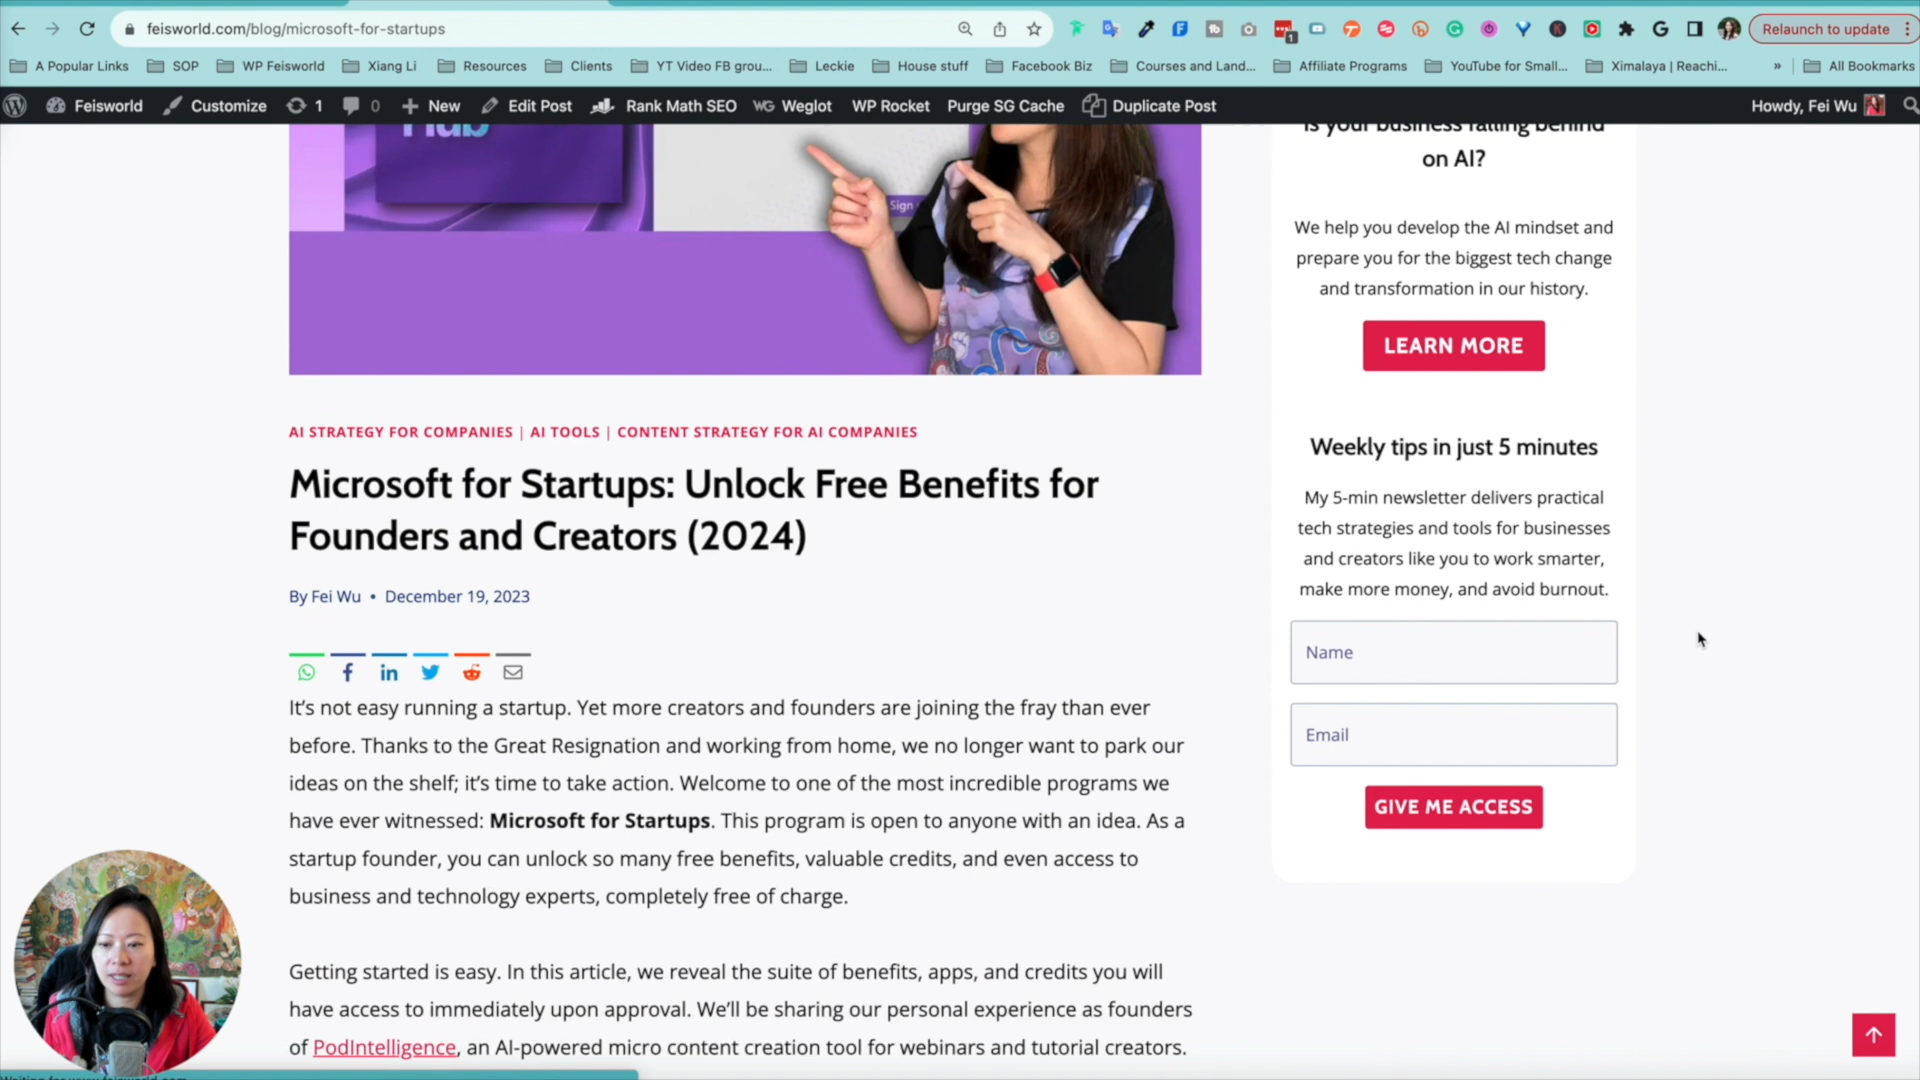 feisworld.com/blog/microsoft-for-startups
Relaunch to update
A Popular Links
SOP
WP Feisworld
Xiang Li
Resources
Clients
YT Video FB grou...
Leckie
House stuff
Facebook Biz
Courses and Land...
Affiliate Programs
YouTube for Small...
Ximalaya | Reachi...
»
All Bookmarks
Feisworld
Customize
1
0
New
Edit Post
Rank Math SEO
WG Weglot
WP Rocket
Purge SG Cache
Duplicate Post
Howdy, Fei Wu
Hub
Sign
AI STRATEGY FOR COMPANIES | AI TOOLS | CONTENT STRATEGY FOR AI COMPANIES
Microsoft for Startups: Unlock Free Benefits for
Founders and Creators (2024)
By Fei Wu • December 19, 2023
It's not easy running a startup. Yet more creators and founders are joining the fray than ever
before. Thanks to the Great Resignation and working from home, we no longer want to park our
ideas on the shelf; it's time to take action. Welcome to one of the most incredible programs we
have ever witnessed: Microsoft for Startups. This program is open to anyone with an idea. As a
startup founder, you can unlock so many free benefits, valuable credits, and even access to
business and technology experts, completely free of charge.
Getting started is easy. In this article, we reveal the suite of benefits, apps, and credits you will
have access to immediately upon approval. We'll be sharing our personal experience as founders
of PodIntelligence, an AI-powered micro content creation tool for webinars and tutorial creators.
Is your business falling behind
on AI?
We help you develop the AI mindset and
prepare you for the biggest tech change
and transformation in our history.
LEARN MORE
Weekly tips in just 5 minutes
My 5-min newsletter delivers practical
tech strategies and tools for businesses
and creators like you to work smarter,
make more money, and avoid burnout.
Name
Email
GIVE ME ACCESS